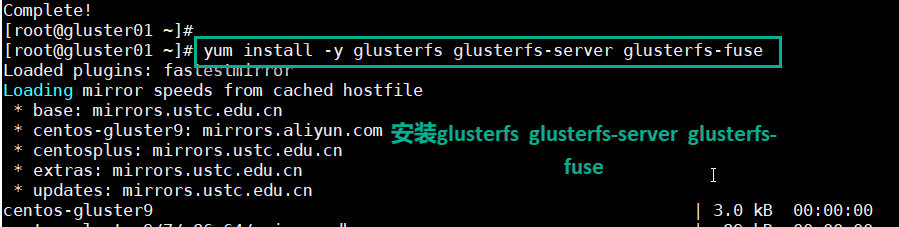 Complete!
[root@gluster01 ~]#
[root@gluster01 ~]# yum install -y glusterfs glusterfs-server glusterfs-fuse
Loaded plugins: fastestmirror
Loading mirror speeds from cached hostfile
* base: mirrors.ustc.edu.cn
* centos-gluster9: mirrors.aliyun.com
安装glusterfs glusterfs-server glusterfs-
fuse
* centosplus: mirrors.ustc.edu.cn
* extras: mirrors.ustc.edu.cn
* updates: mirrors.ustc.edu.cn
centos-gluster9 | 3.0 kB 00:00:00